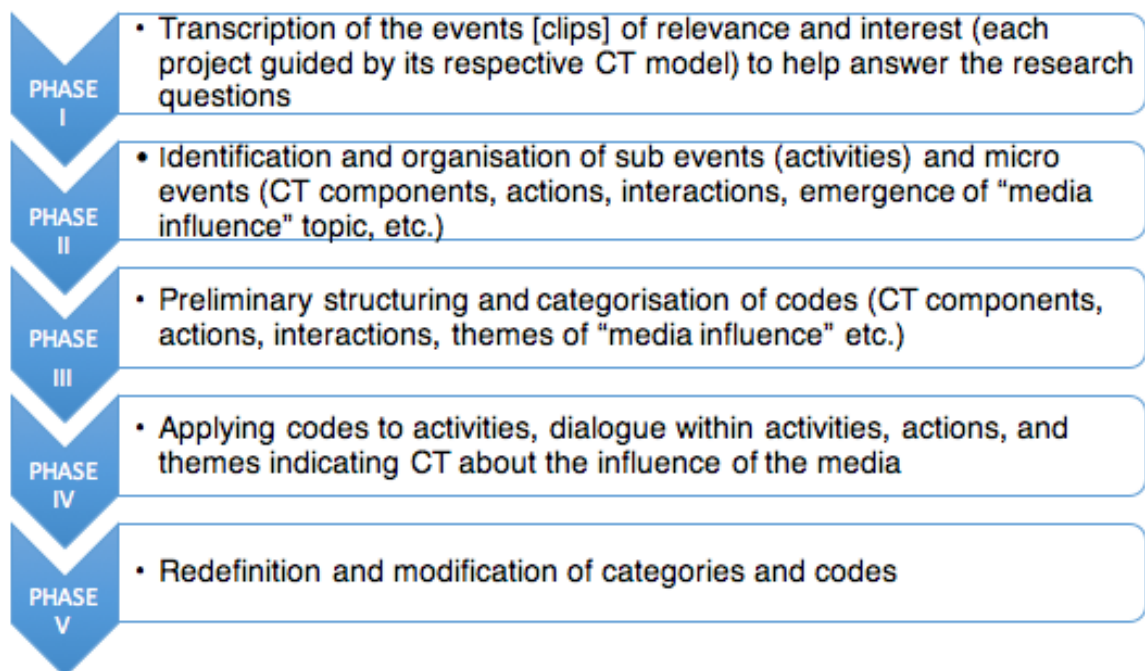 PHASE
I
• Transcription of the events [clips] of relevance and interest (each
project guided by its respective CT model) to help answer the research
questions
PHASE
II
• Identification and organisation of sub events (activities) and micro
events (CT components, actions, interactions, emergence of “media
influence" topic, etc.)
PHASE
III
• Preliminary structuring and categorisation of codes (CT components,
actions, interactions, themes of “media influence” etc.)
PHASE
IV
• Applying codes to activities, dialogue within activities, actions, and
themes indicating CT about the influence of the media
PHASE
V
• Redefinition and modification of categories and codes